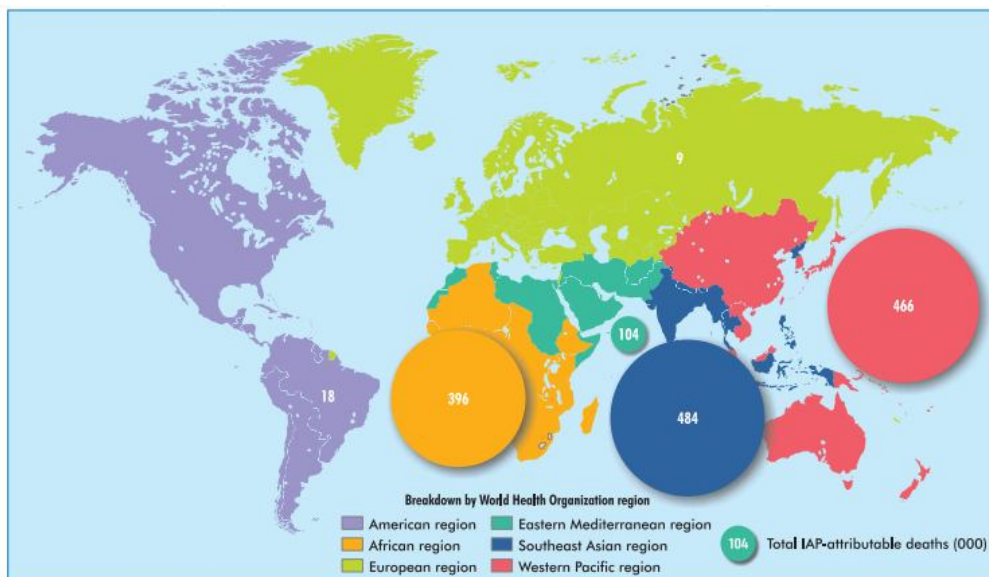 9
466
104
18
396
484
Breakdown by World Health Organization region
American region
Eastern Mediterranean region
African region
Southeast Asian region
European region
Western Pacific region
104 Total IAP-attributable deaths (000)